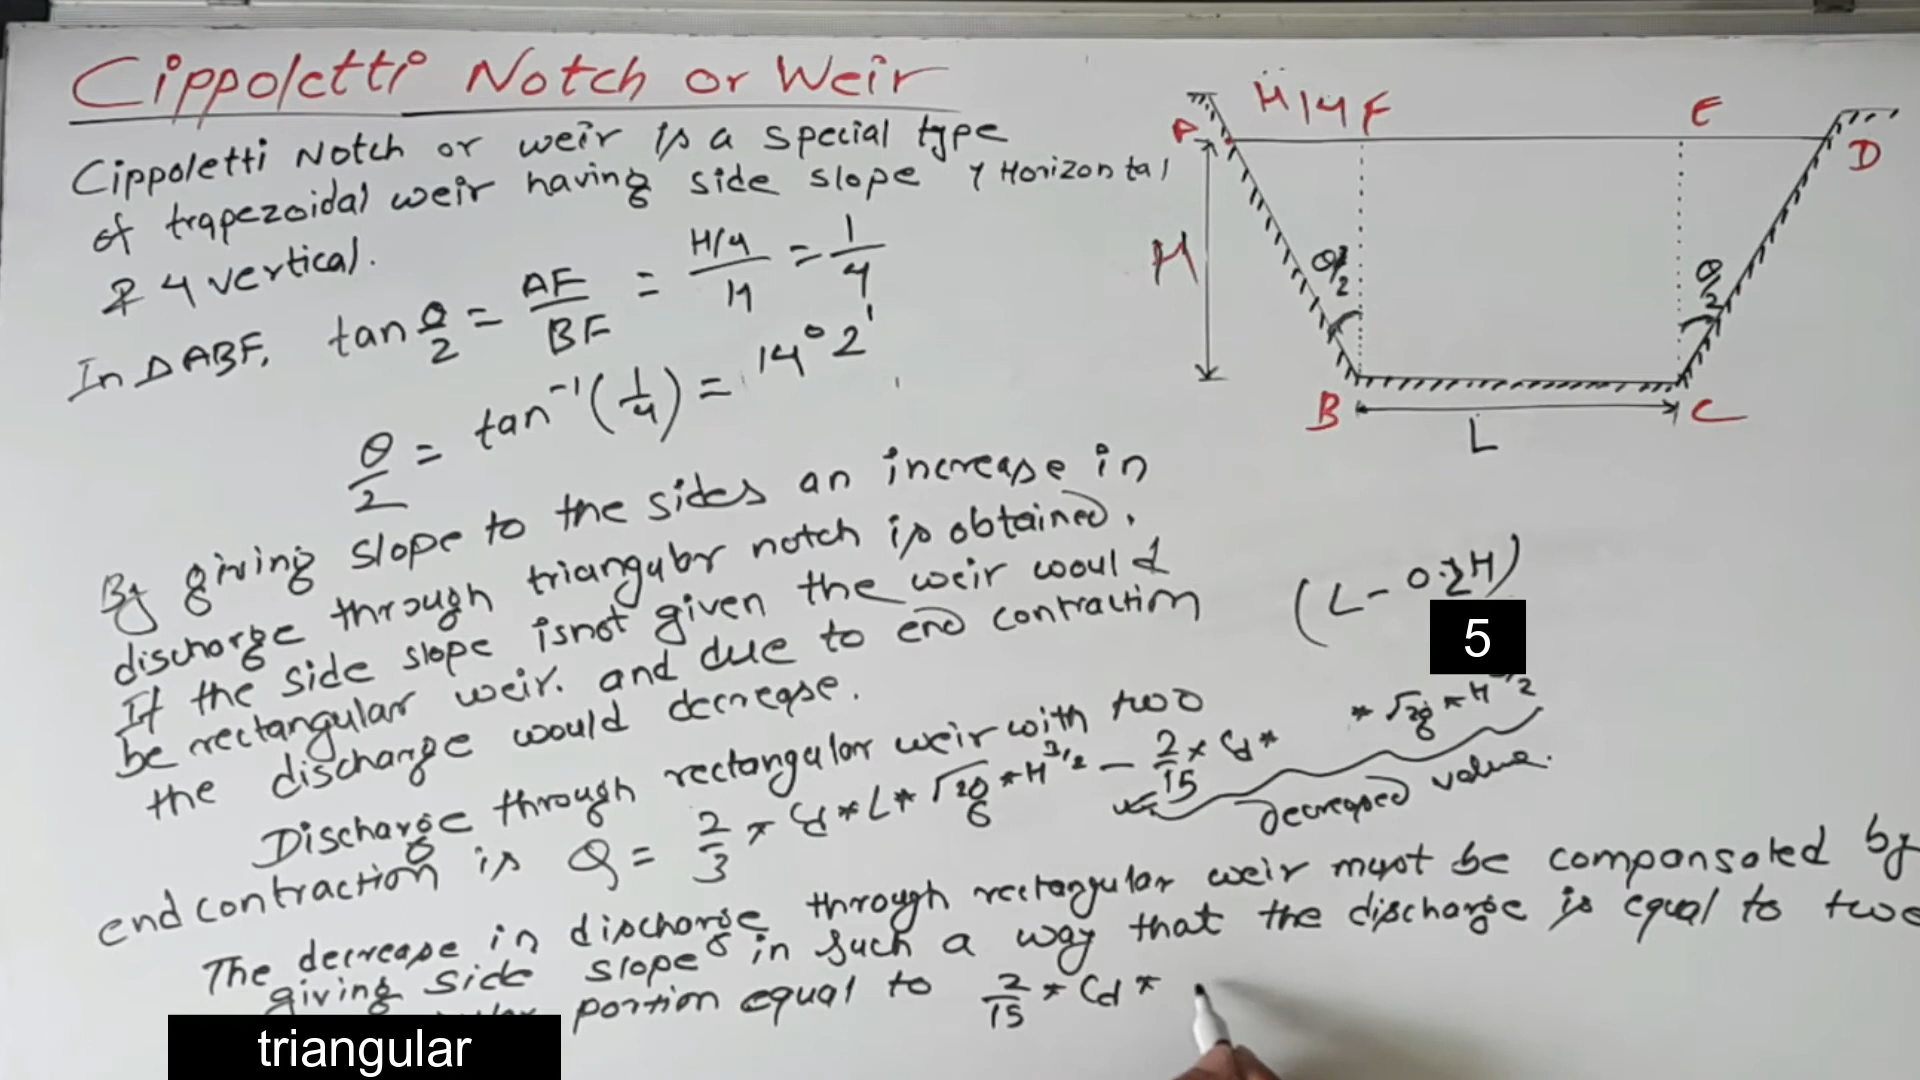 Cippoletti Notch or Weir
Cippoletti Notch or weir is a special type
of trapezoidal weir having side slope 1 Horizontal
& 4 vertical.
In △ABF, tan θ/2 = AF/BF = H/4/H = 1/4
θ/2 = tan⁻¹(1/4) = 14°2'
By giving slope to the sides an increase in
discharge through triangular notch is obtained.
If the side slope isnot given the weir would
be rectangular weir. and due to end contraction
the discharge would decrease.
Discharge through rectangular weir with two
end contraction is Q = 2/3 * Cd * L * √2g * H^3/2 - 2/15 * Cd * * √2g * H /2
decreased value.
The decrease in discharge through rectangular weir must be componsated by
giving side slope in such a way that the discharge is equal to two
portion equal to 2/15 * Cd *
triangular
A H/4 F E D
H θ/2 θ/2
B L C
(L - 0.2H)
5